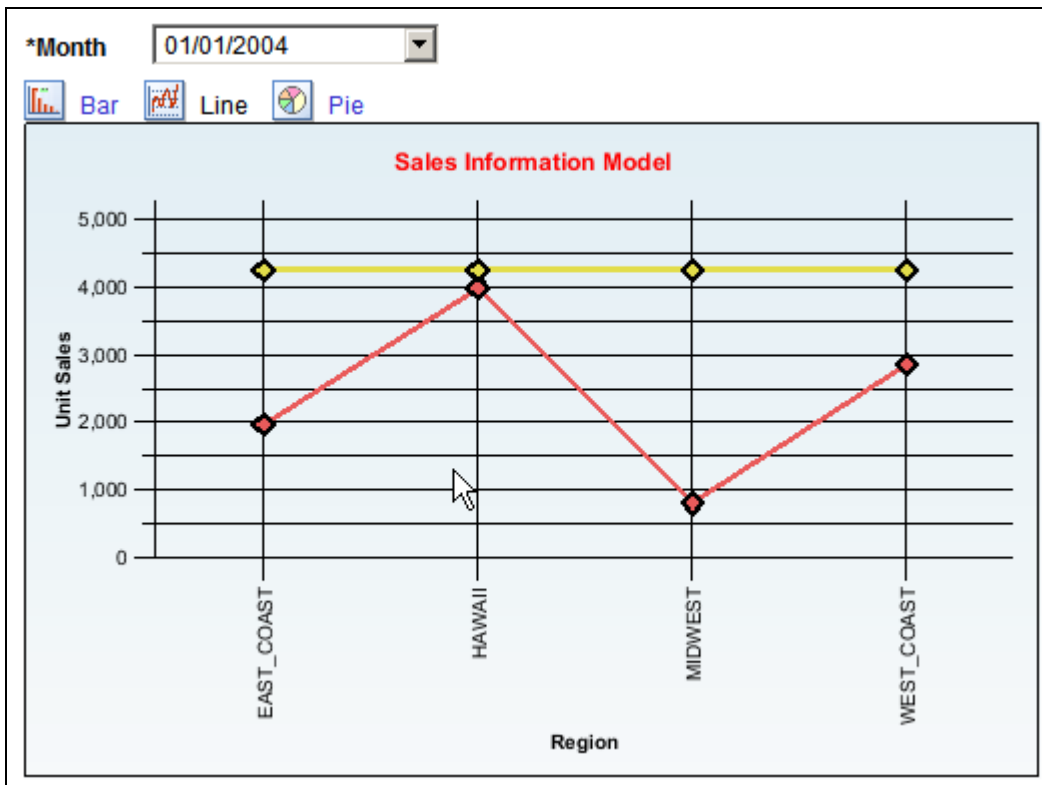 *Month 01/01/2004
Bar Line Pie
Sales Information Model
5,000
4,000
3,000
2,000
1,000
0
Unit Sales
EAST_COAST
HAWAII
MIDWEST
WEST_COAST
Region